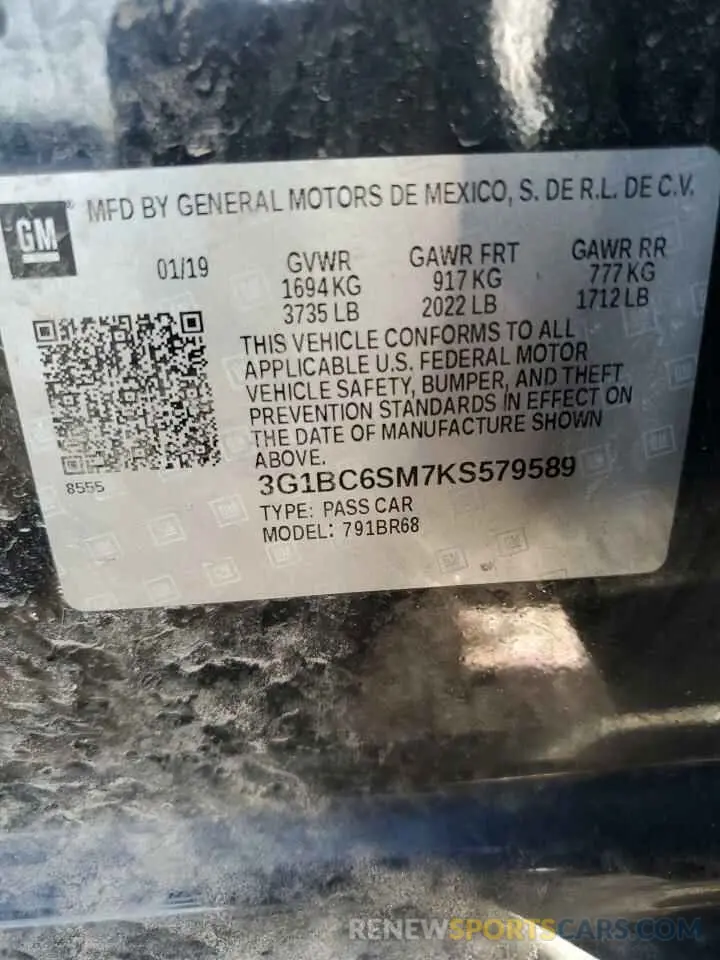 MFD BY GENERAL MOTORS DE MEXICO, S. DE R.L. DE C.V.
GM
01/19
GVWR
1694 KG
3735 LB
GAWR FRT
917 KG
2022 LB
GAWR RR
777 KG
1712 LB
THIS VEHICLE CONFORMS TO ALL
APPLICABLE U.S. FEDERAL MOTOR
VEHICLE SAFETY, BUMPER, AND THEFT
PREVENTION STANDARDS IN EFFECT ON
THE DATE OF MANUFACTURE SHOWN
ABOVE.
8555
3G1BC6SM7KS579589
TYPE: PASS CAR
MODEL: 791BR68
RENEWSPORTSCARS.COM